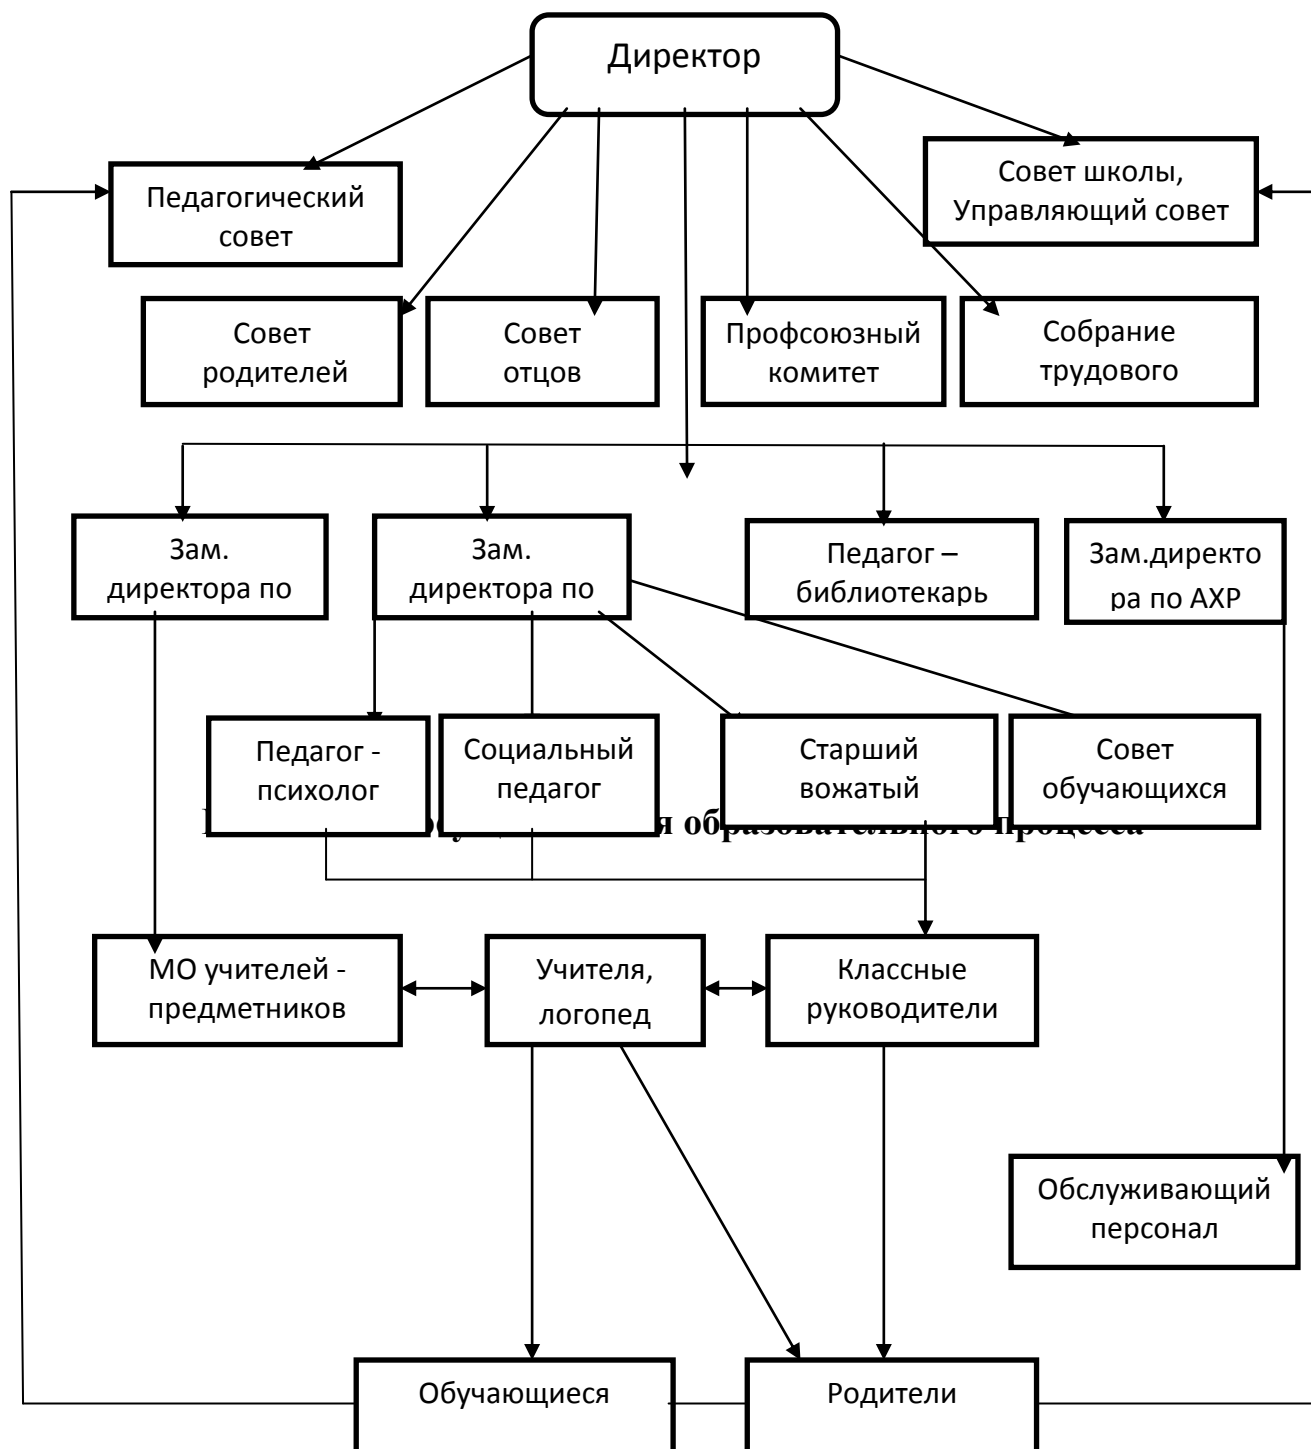 Директор
Педагогический
совет
Совет школы,
Управляющий совет
Совет
родителей
Совет
отцов
Профсоюзный
комитет
Собрание
трудового
Зам.
директора по
Зам.
директора по
Педагог –
библиотекарь
Зам.директо
ра по АХР
Педагог -
психолог
Социальный
педагог
Старший
вожатый
Совет
обучающихся
образовательного процесса
МО учителей -
предметников
Учителя,
логопед
Классные
руководители
Обслуживающий
персонал
Обучающиеся
Родители